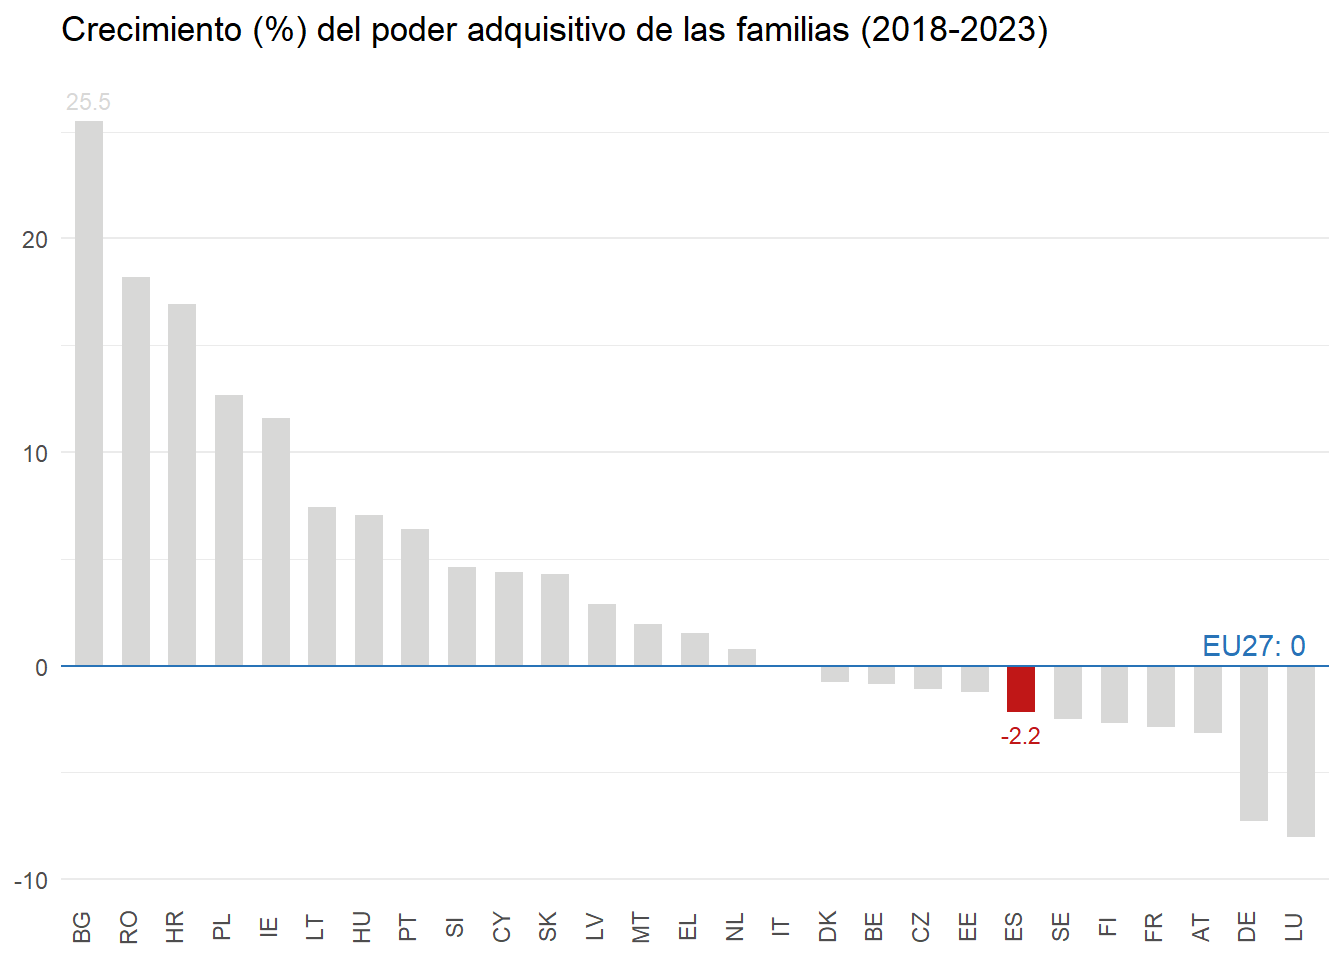 Crecimiento (%) del poder adquisitivo de las familias (2018-2023)
25.5
20
10
EU27: 0
0
-2.2
-10
BG RO HR PL IE LT HU PT SI CY SK LV MT EL NL IT DK BE CZ EE ES SE FI FR AT DE LU